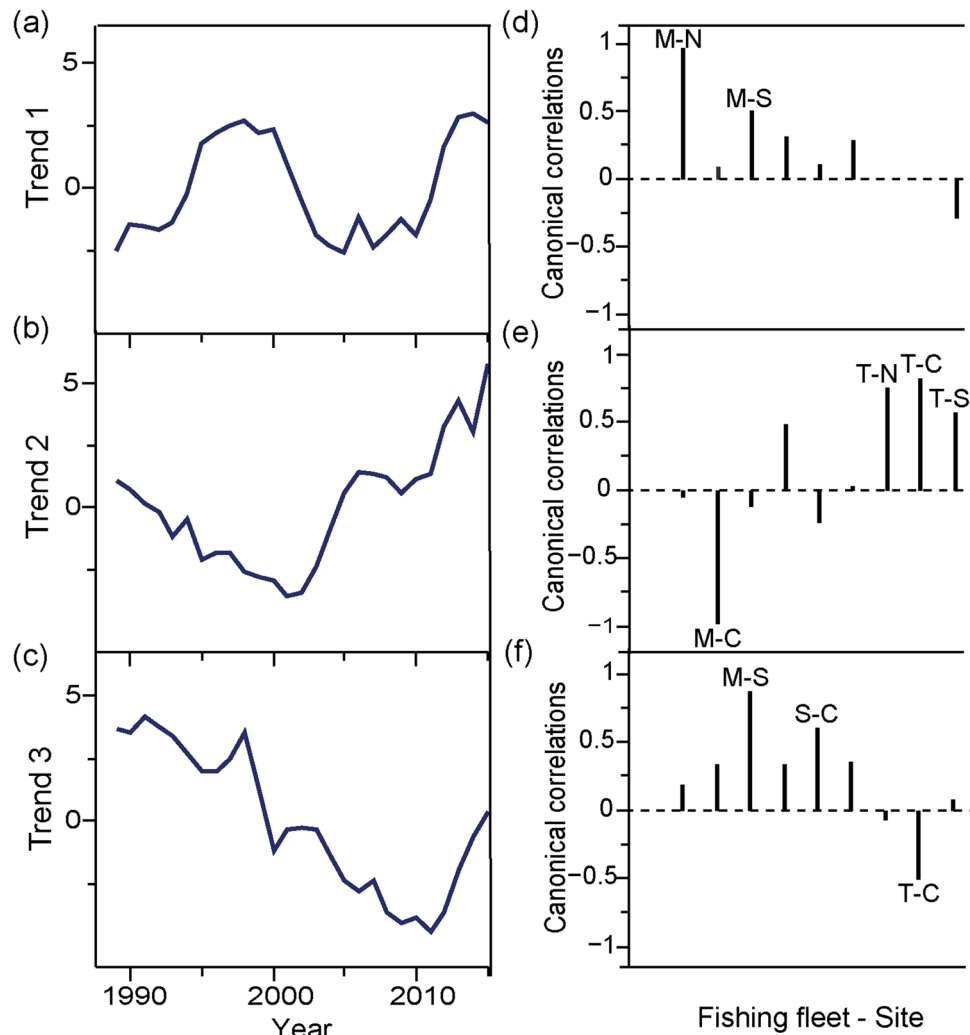 (a)
5
0
Trend 1
(d)
1
0.5
0
−0.5
−1
Canonical correlations
M-N
M-S
(b)
5
0
Trend 2
(e)
1
0.5
0
−0.5
−1
Canonical correlations
T-N
T-C
T-S
M-C
(c)
5
0
Trend 3
1990
2000
2010
Year
(f)
1
0.5
0
−0.5
−1
Canonical correlations
M-S
S-C
T-C
Fishing fleet - Site